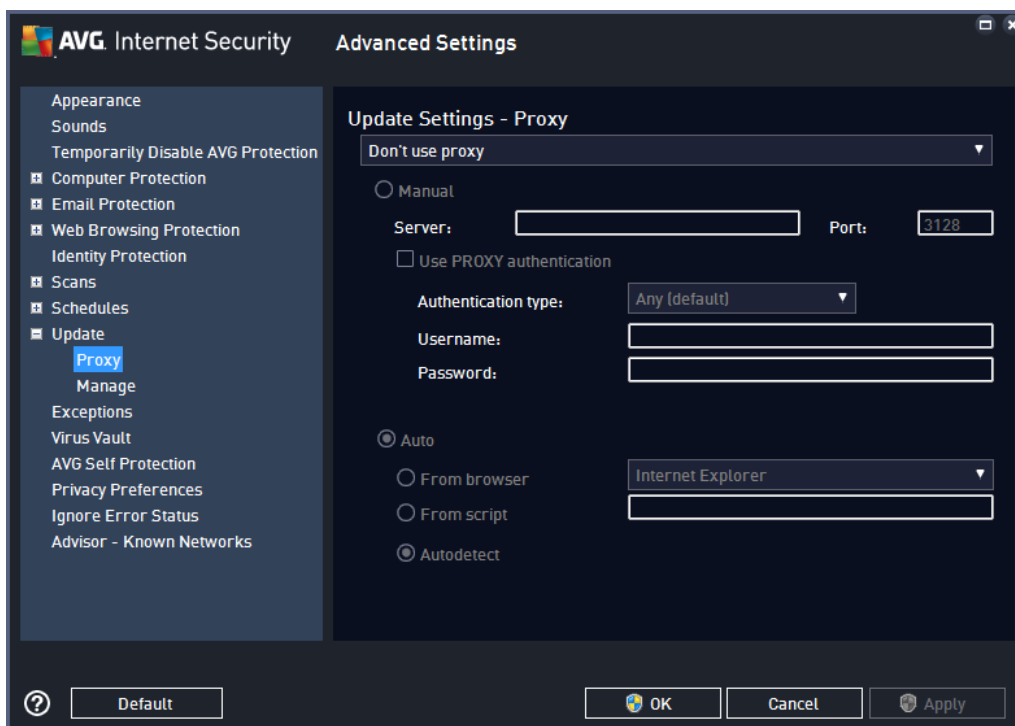 AVG. Internet Security
Advanced Settings
Appearance
Sounds
Temporarily Disable AVG Protection
Computer Protection
Email Protection
Web Browsing Protection
Identity Protection
Scans
Schedules
Update
Proxy
Manage
Exceptions
Virus Vault
AVG Self Protection
Privacy Preferences
Ignore Error Status
Advisor - Known Networks
Update Settings - Proxy
Don't use proxy
Manual
Server:
Port: 3128
Use PROXY authentication
Authentication type: Any (default)
Username:
Password:
Auto
From browser Internet Explorer
From script
Autodetect
? Default OK Cancel Apply